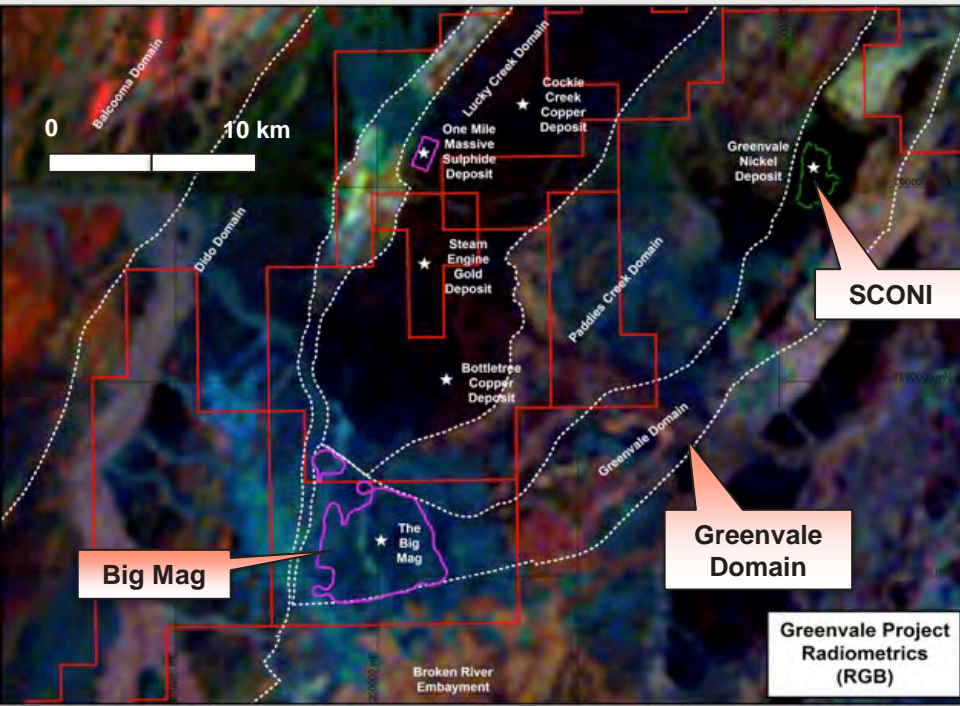 Balcooma Domain
0
10 km
Lucky Creek Domain
Cockie
Creek
Copper
Deposit
One Mile
Massive
Sulphide
Deposit
Greenvale
Nickel
Deposit
Dido Domain
Steam
Engine
Gold
Deposit
Paddies Creek Domain
SCONI
Bottletree
Copper
Deposit
Greenvale Domain
The
Big
Mag
Big Mag
Greenvale
Domain
Greenvale Project
Radiometrics
(RGB)
Broken River
Embayment